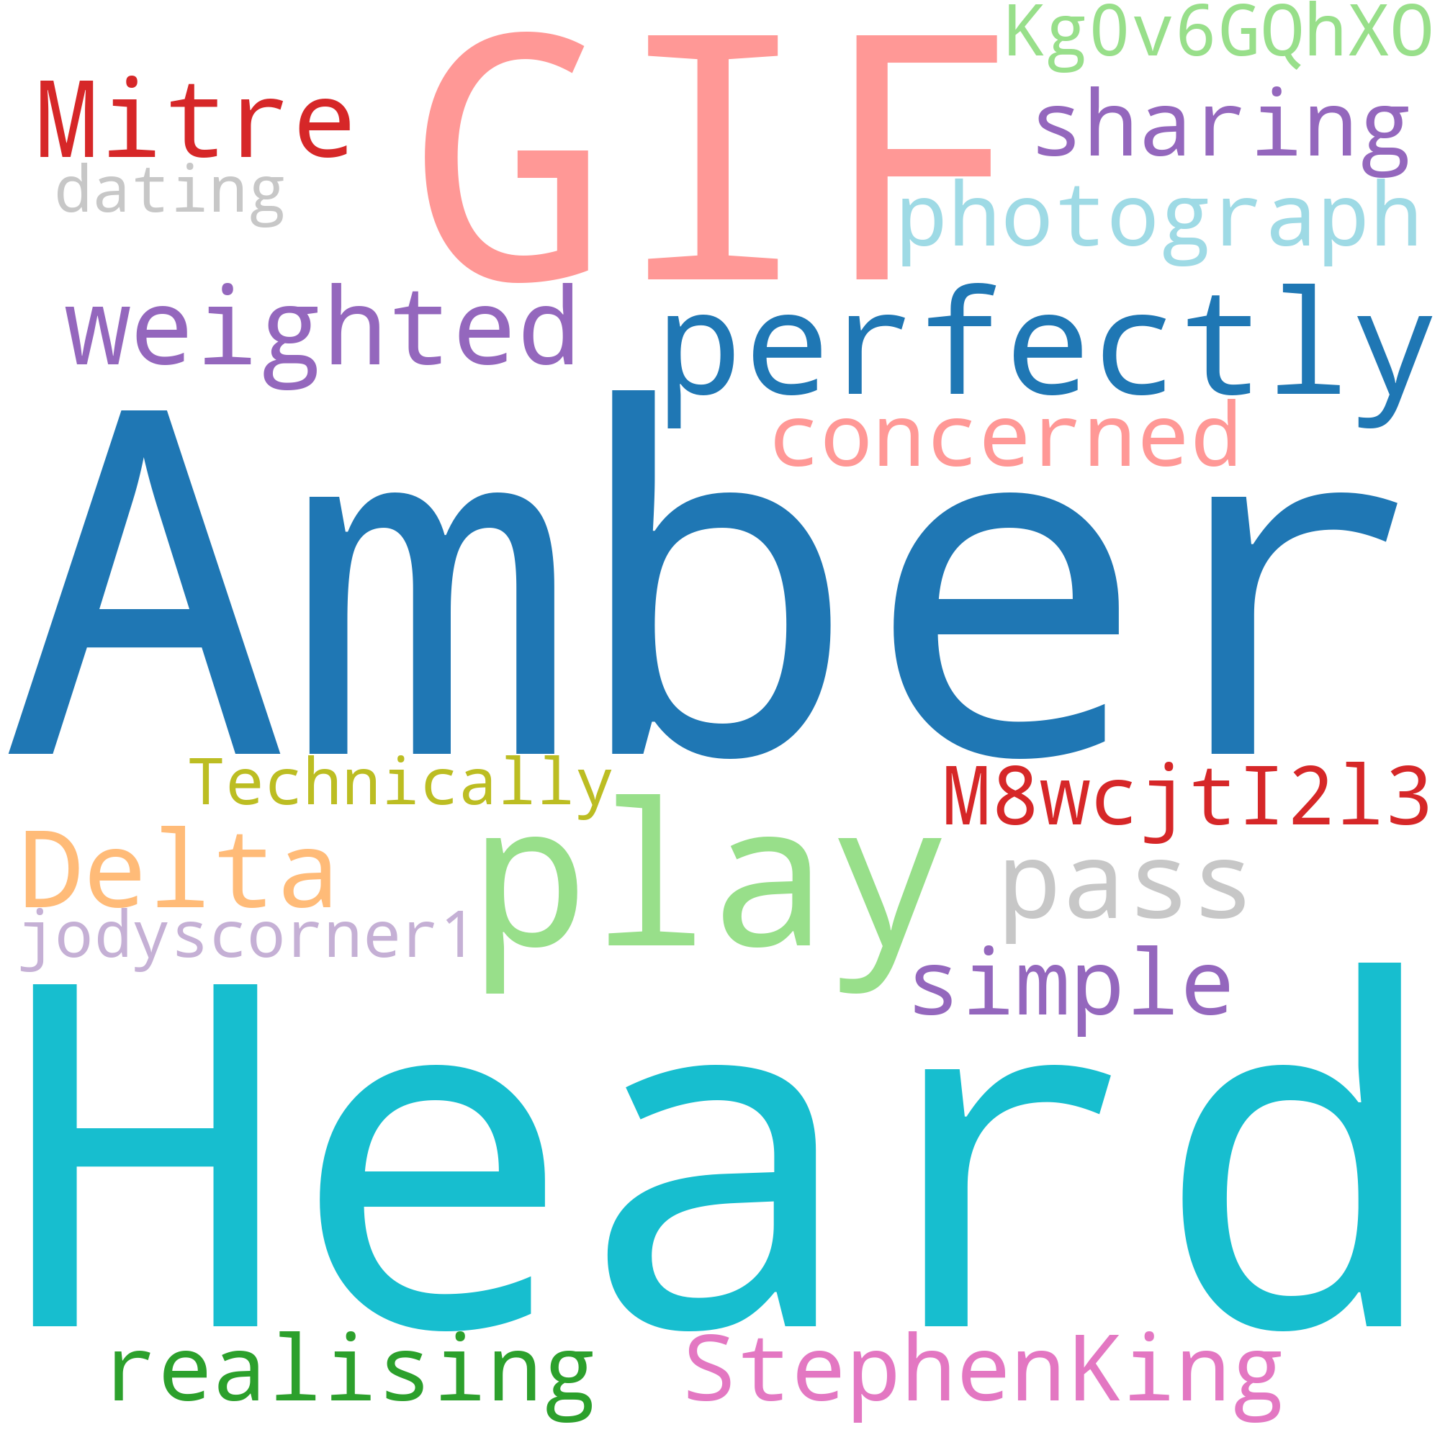 Kg0v6GQhXO
GIF
Mitre
sharing
dating
photograph
weighted
perfectly
concerned
Amber
Technically
M8wcjtI2l3
play
Delta
pass
jodyscorner1
simple
Heard
realising
StephenKing